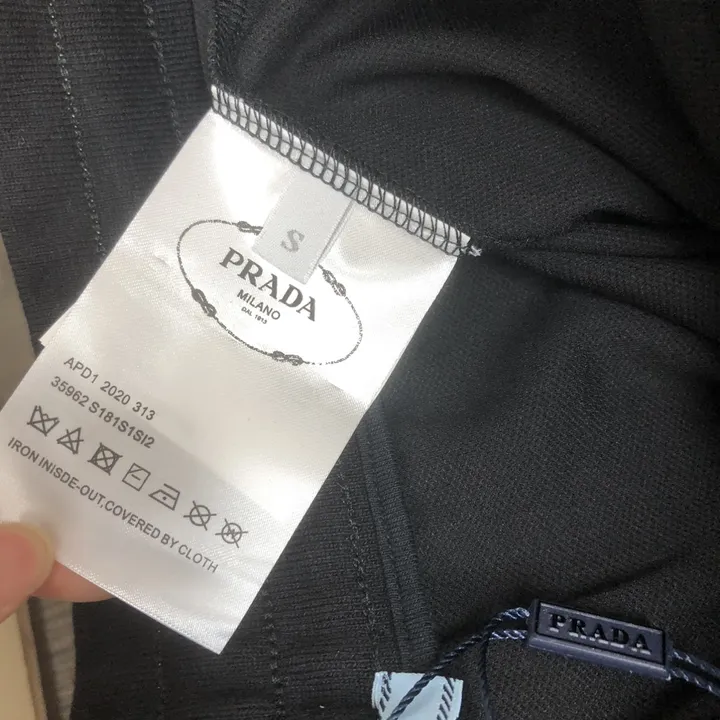 S
PRADA
MILANO
DAL 1913
APD1 2020 313
35962 S181S1SI2
IRON INISDE-OUT,COVERED BY CLOTH
PRADA